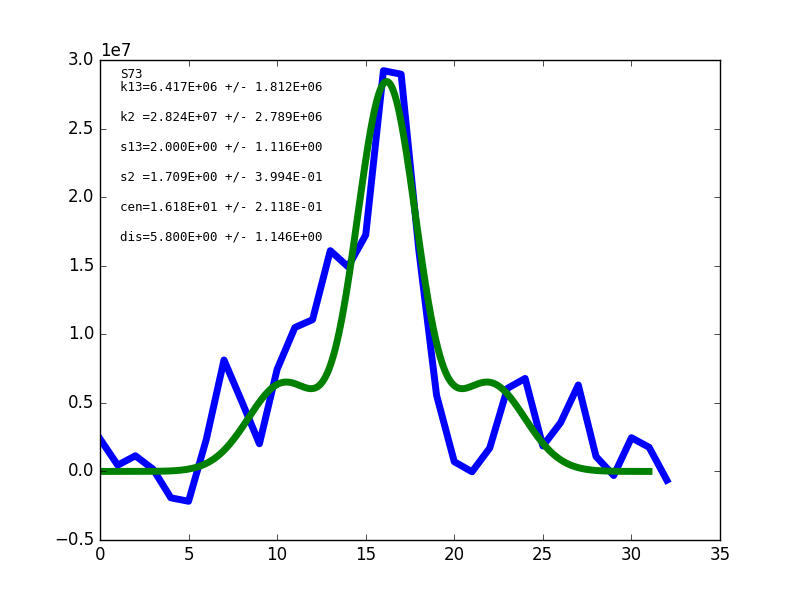 1e7
S73
k13=6.417E+06 +/- 1.812E+06
k2 =2.824E+07 +/- 2.789E+06
s13=2.000E+00 +/- 1.116E+00
s2 =1.709E+00 +/- 3.994E-01
cen=1.618E+01 +/- 2.118E-01
dis=5.800E+00 +/- 1.146E+00
3.0
2.5
2.0
1.5
1.0
0.5
0.0
−0.5
0 5 10 15 20 25 30 35